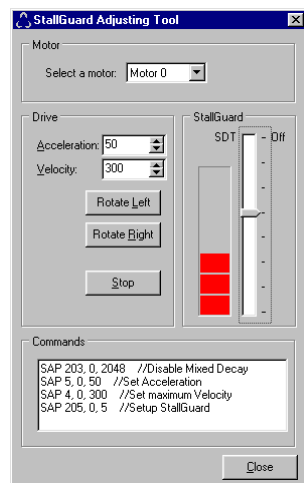 StallGuard Adjusting Tool
Motor
Select a motor: Motor 0
Drive
Acceleration: 50
Velocity: 300
Rotate Left
Rotate Right
Stop
StallGuard
SDT Off
Commands
SAP 203, 0, 2048 //Disable Mixed Decay
SAP 5, 0, 50 //Set Acceleration
SAP 4, 0, 300 //Set maximum Velocity
SAP 205, 0, 5 //Setup StallGuard
Close